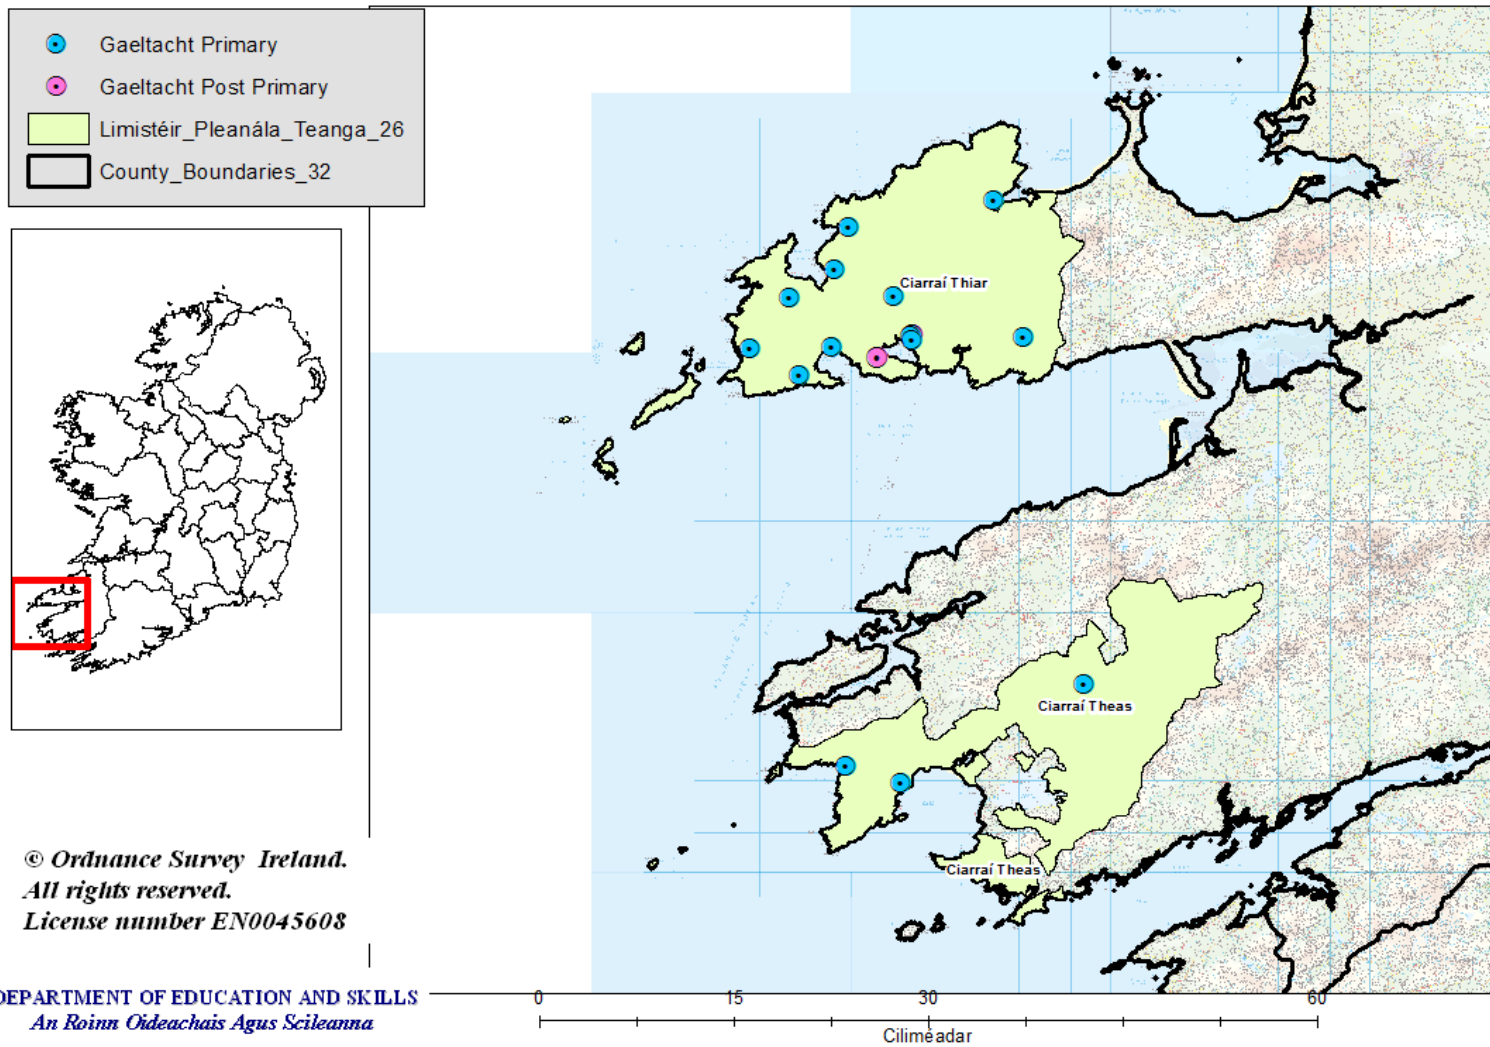 Gaeltacht Primary
Gaeltacht Post Primary
Limistéir_Pleanála_Teanga_26
County_Boundaries_32
Ciarraí Thiar
Ciarraí Theas
Ciarraí Theas
© Ordnance Survey Ireland.
All rights reserved.
License number EN0045608
DEPARTMENT OF EDUCATION AND SKILLS
An Roinn Oideachais Agus Scileanna
0 15 30 60
Ciliméadar